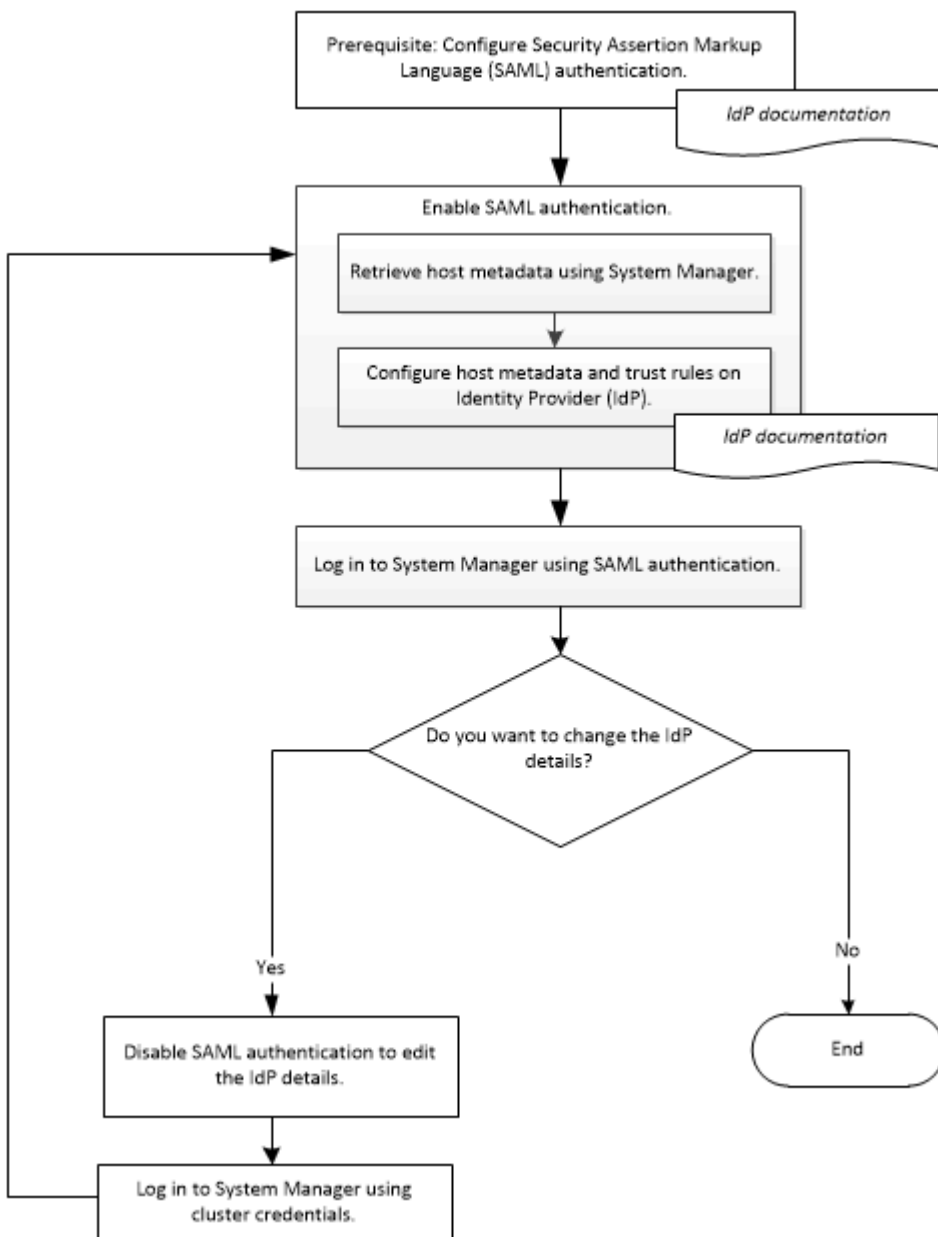 Prerequisite: Configure Security Assertion Markup
Language (SAML) authentication.
IdP documentation
Enable SAML authentication.
Retrieve host metadata using System Manager.
Configure host metadata and trust rules on
Identity Provider (IdP).
IdP documentation
Log in to System Manager using SAML authentication.
Do you want to change the IdP
details?
Yes
No
Disable SAML authentication to edit
the IdP details.
End
Log in to System Manager using
cluster credentials.